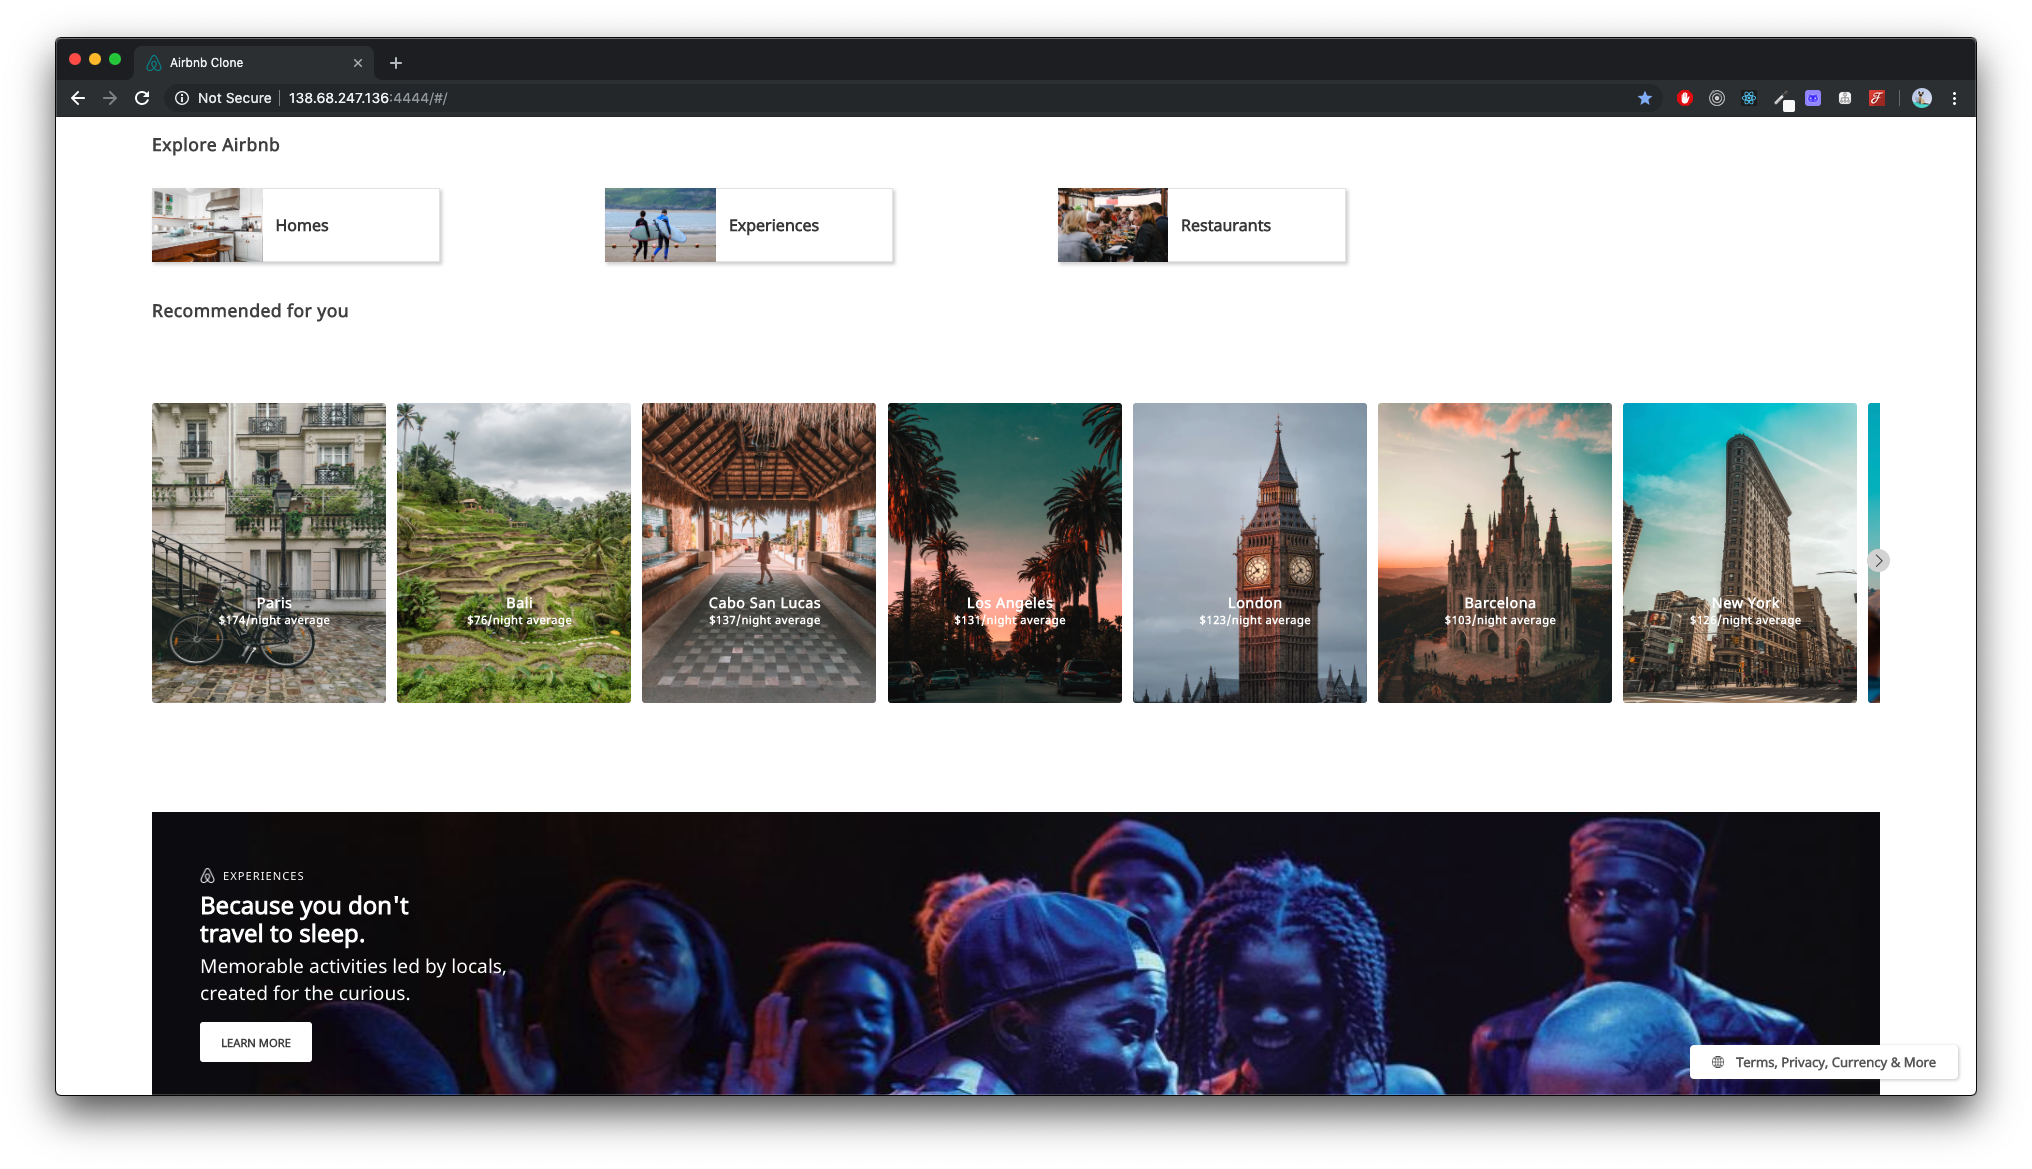 Airbnb Clone
Not Secure 138.68.247.136:4444/#/
Explore Airbnb
Homes
Experiences
Restaurants
Recommended for you
Paris
$174/night average
Bali
$76/night average
Cabo San Lucas
$137/night average
Los Angeles
$131/night average
London
$123/night average
Barcelona
$103/night average
New York
$126/night average
EXPERIENCES
Because you don't
travel to sleep.
Memorable activities led by locals,
created for the curious.
LEARN MORE
Terms, Privacy, Currency & More